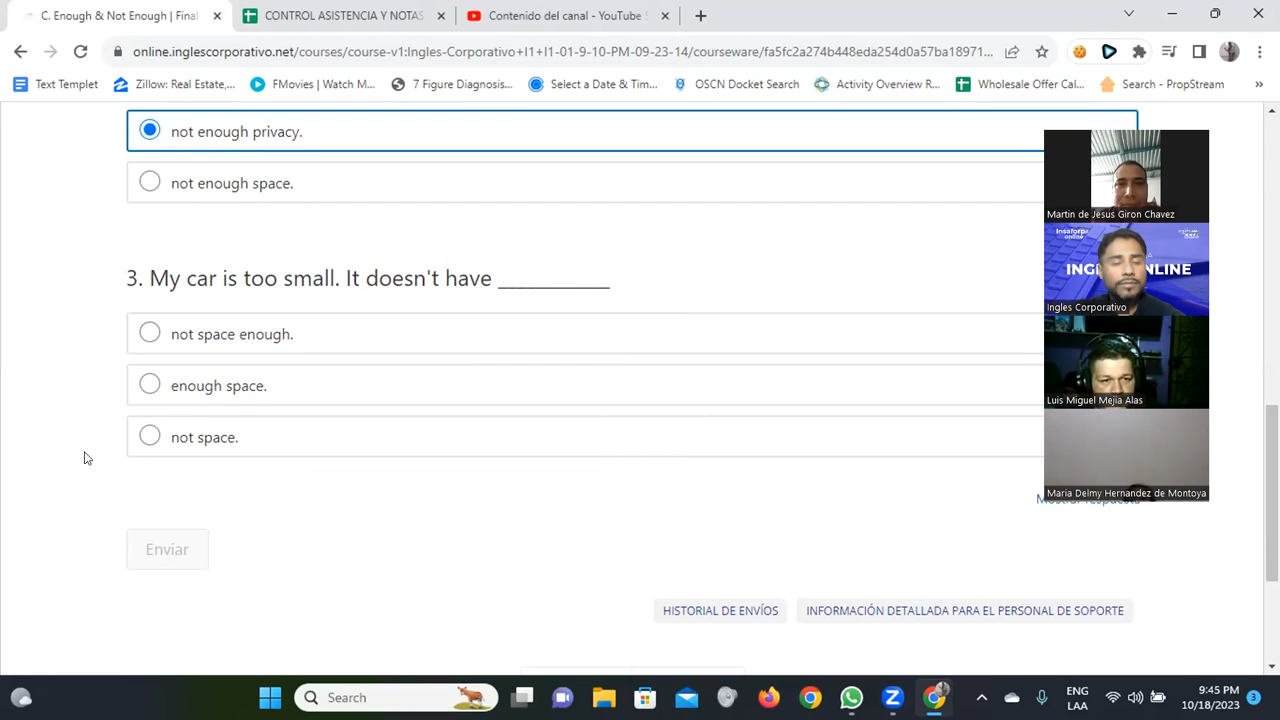 C. Enough & Not Enough | Final
CONTROL ASISTENCIA Y NOTAS
Contenido del canal - YouTube S
online.inglescorporativo.net/courses/course-v1:Ingles-Corporativo+I1+I1-01-9-10-PM-09-23-14/courseware/fa5fc2a274b448eda254d0a57ba18971...
Text Templet
Zillow: Real Estate,...
FMovies | Watch M...
7 Figure Diagnosis...
Select a Date & Tim...
OSCN Docket Search
Activity Overview R...
Wholesale Offer Cal...
Search - PropStream
»
not enough privacy.
not enough space.
3. My car is too small. It doesn't have __________
not space enough.
enough space.
not space.
Enviar
HISTORIAL DE ENVÍOS
INFORMACIÓN DETALLADA PARA EL PERSONAL DE SOPORTE
Martin de Jesus Giron Chavez
Ingles Corporativo
Luis Miguel Mejia Alas
Maria Delmy Hernandez de Montoya
Search
ENG
LAA
9:45 PM
10/18/2023
3